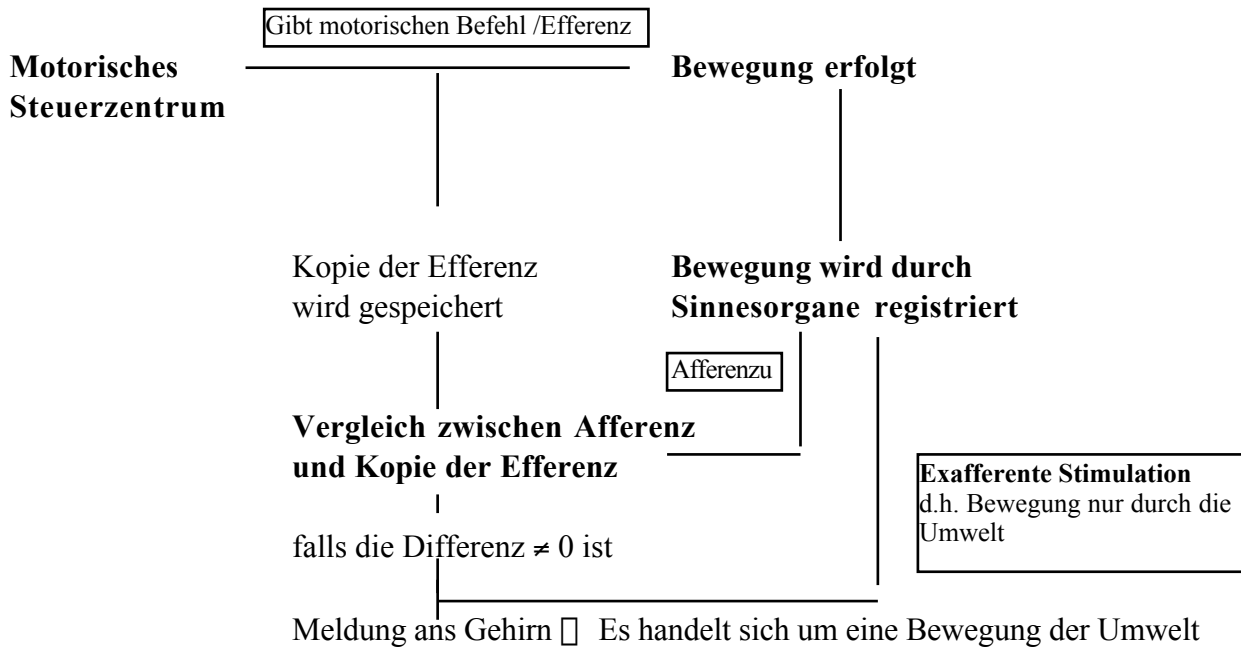 Gibt motorischen Befehl /Efferenz
Motorisches
Steuerzentrum
Bewegung erfolgt
Kopie der Efferenz
wird gespeichert
Bewegung wird durch
Sinnesorgane registriert
Afferenzu
Vergleich zwischen Afferenz
und Kopie der Efferenz
Exafferente Stimulation
d.h. Bewegung nur durch die
Umwelt
falls die Differenz ≠ 0 ist
Meldung ans Gehirn □ Es handelt sich um eine Bewegung der Umwelt